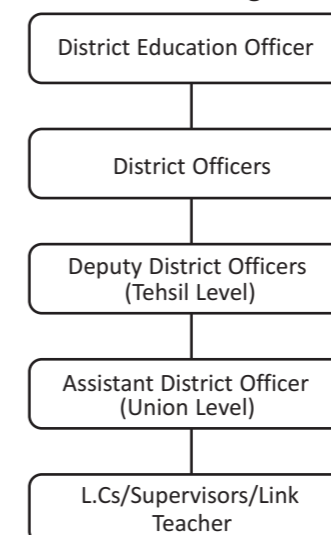 District Education Officer
District Officers
Deputy District Officers
(Tehsil Level)
Assistant District Officer
(Union Level)
L.Cs/Supervisors/Link
Teacher